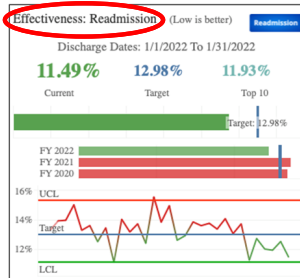 Effectiveness: Readmission (Low is better) Readmission
Discharge Dates: 1/1/2022 To 1/31/2022
11.49% 12.98% 11.93%
Current Target Top 10
Target: 12.98%
FY 2022
FY 2021
FY 2020
16% UCL
14%
Target
12%
LCL